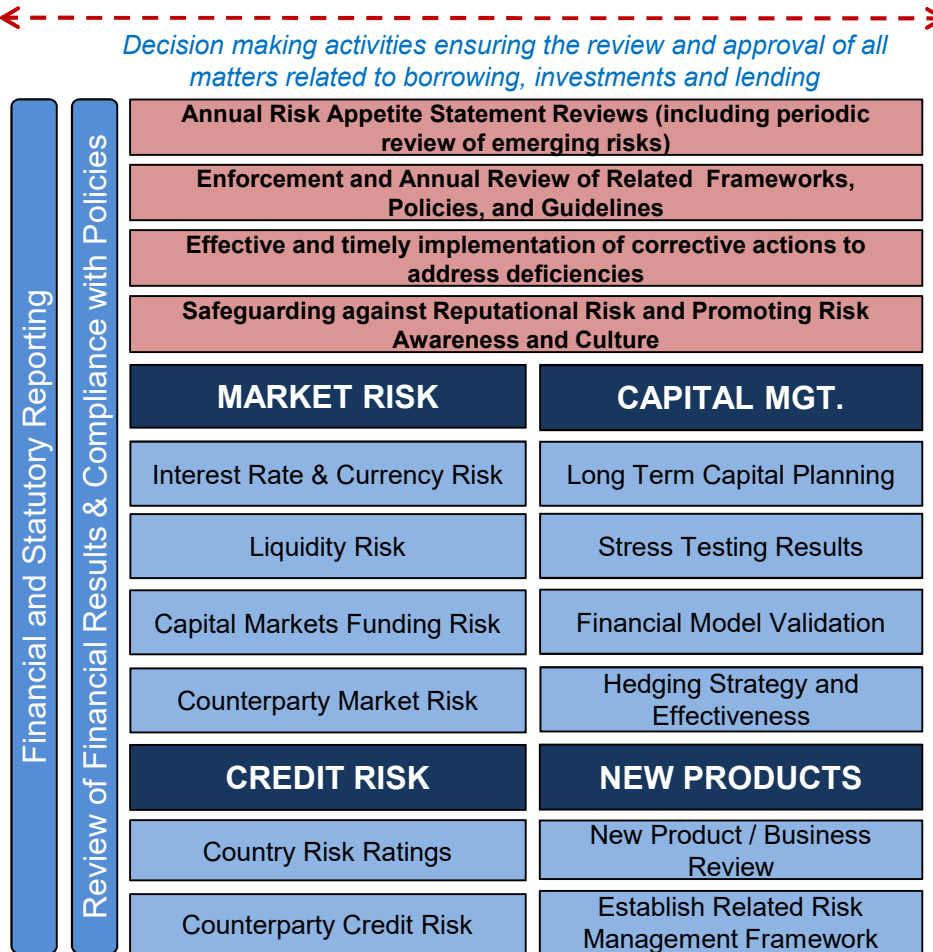 Decision making activities ensuring the review and approval of all
matters related to borrowing, investments and lending
Financial and Statutory Reporting
Review of Financial Results & Compliance with Policies
Annual Risk Appetite Statement Reviews (including periodic
review of emerging risks)
Enforcement and Annual Review of Related Frameworks,
Policies, and Guidelines
Effective and timely implementation of corrective actions to
address deficiencies
Safeguarding against Reputational Risk and Promoting Risk
Awareness and Culture
MARKET RISK
Interest Rate & Currency Risk
Liquidity Risk
Capital Markets Funding Risk
Counterparty Market Risk
CAPITAL MGT.
Long Term Capital Planning
Stress Testing Results
Financial Model Validation
Hedging Strategy and
Effectiveness
CREDIT RISK
Country Risk Ratings
Counterparty Credit Risk
NEW PRODUCTS
New Product / Business
Review
Establish Related Risk
Management Framework